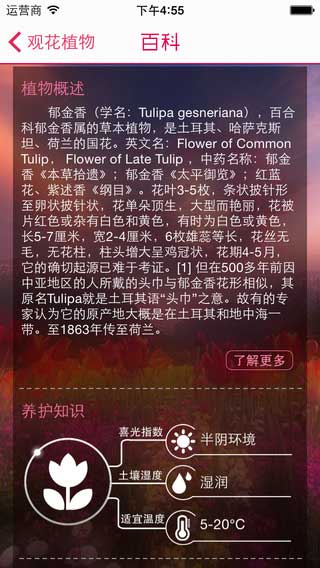 运营商 下午4:55
观花植物 百科
植物概述
郁金香（学名：Tulipa gesneriana），百合
科郁金香属的草本植物，是土耳其、哈萨克斯
坦、荷兰的国花。英文名：Flower of Common
Tulip， Flower of Late Tulip ，中药名称：郁金
香《本草拾遗》；郁金香《太平御览》；红蓝
花、紫述香《纲目》。花叶3-5枚，条状披针形
至卵状披针状，花单朵顶生，大型而艳丽，花被
片红色或杂有白色和黄色，有时为白色或黄色，
长5-7厘米，宽2-4厘米，6枚雄蕊等长，花丝无
毛，无花柱，柱头增大呈鸡冠状，花期4-5月，
它的确切起源已难于考证。[1] 但在500多年前因
中亚地区的人所戴的头巾与郁金香花形相似，其
原名Tulipa就是土耳其语“头巾”之意。故有的专
家认为它的原产地大概是在土耳其和地中海一
带。至1863年传至荷兰。
了解更多
养护知识
喜光指数 半阴环境
土壤湿度 湿润
适宜温度 5-20°C